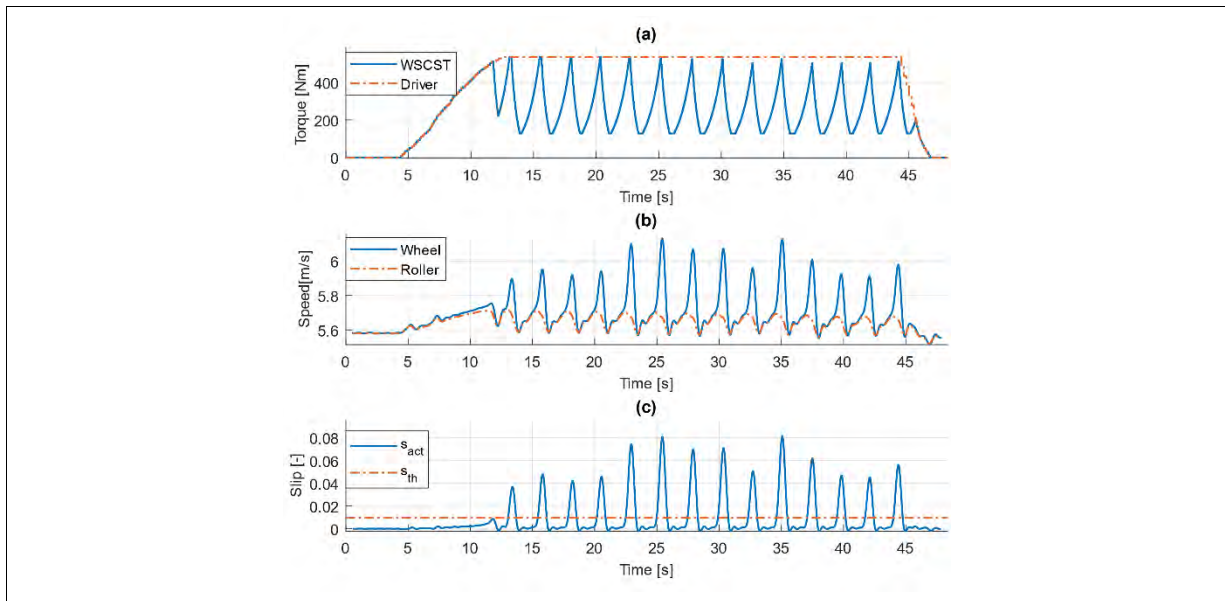 (a)
Torque [Nm]
400
200
0
WSCST
Driver
0 5 10 15 20 25 30 35 40 45
Time [s]
(b)
Speed[m/s]
6
5.8
5.6
Wheel
Roller
0 5 10 15 20 25 30 35 40 45
Time [s]
(c)
Slip [-]
0.08
0.06
0.04
0.02
0
s_act
s_th
0 5 10 15 20 25 30 35 40 45
Time [s]